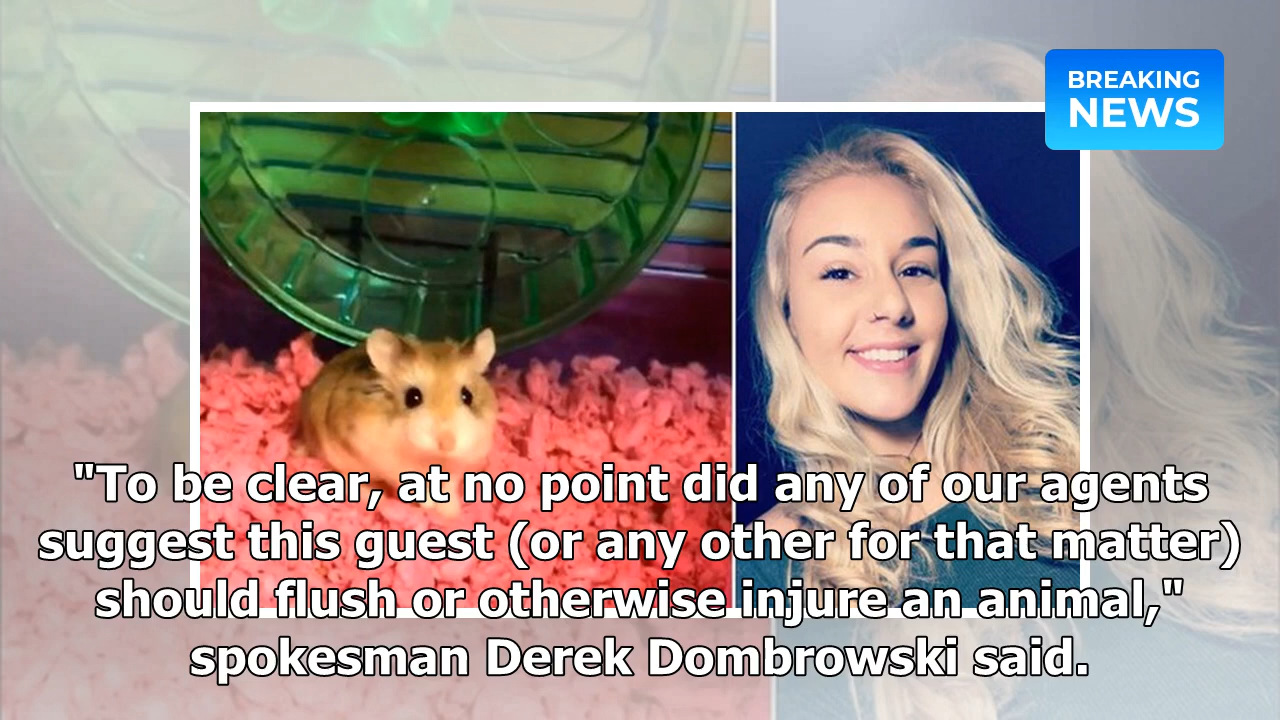 BREAKING
NEWS
"To be clear, at no point did any of our agents
suggest this guest (or any other for that matter)
should flush or otherwise injure an animal,"
spokesman Derek Dombrowski said.